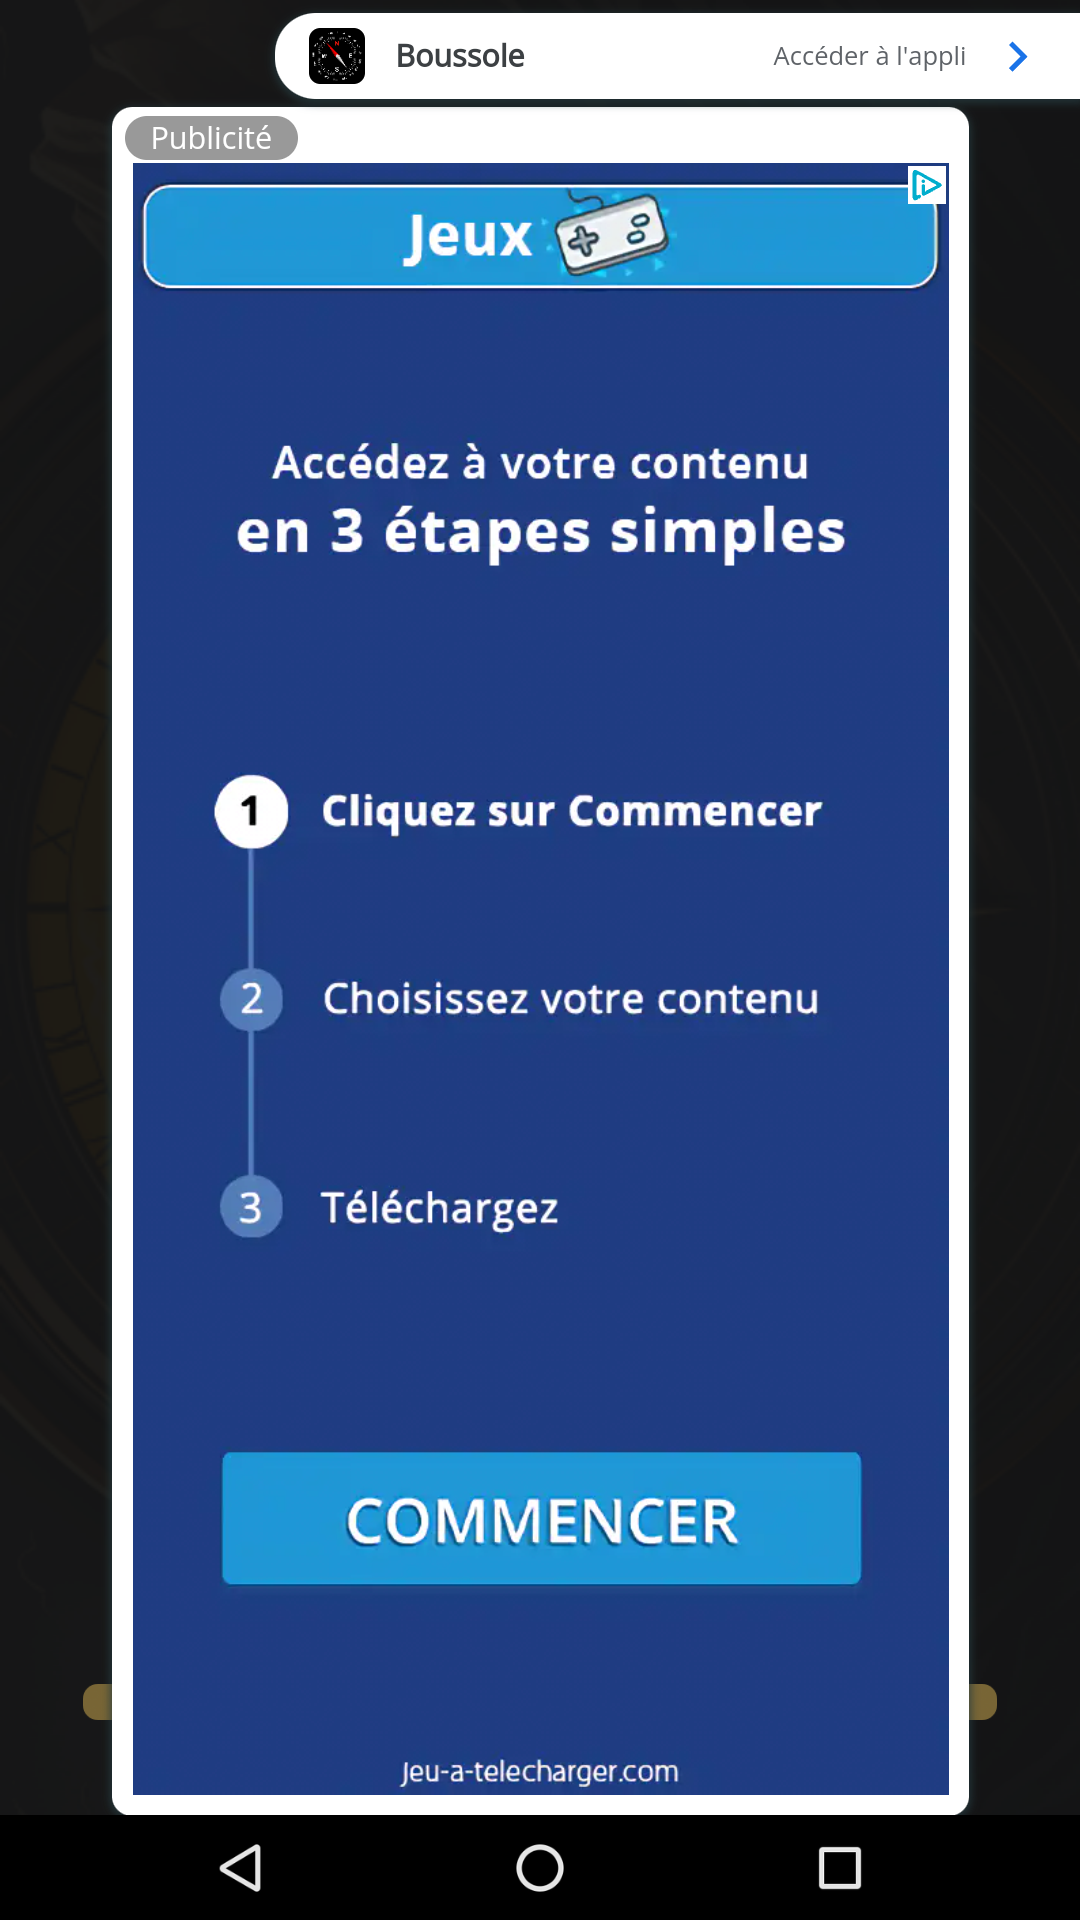 Boussole
Accéder à l'appli
Publicité
Jeux
Accédez à votre contenu
en 3 étapes simples
1 Cliquez sur Commencer
2 Choisissez votre contenu
3 Téléchargez
COMMENCER
Jeu-a-telecharger.com